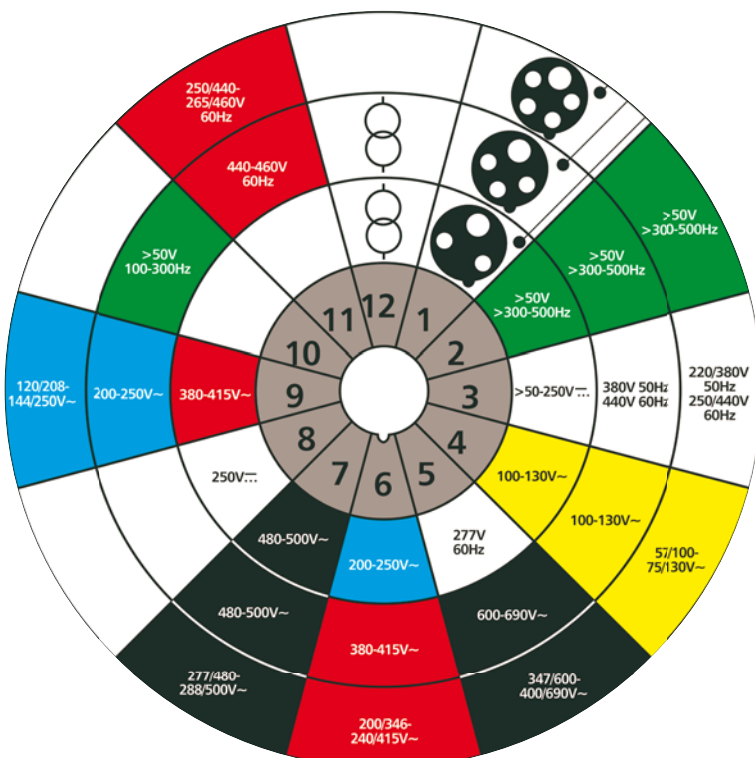 250/440-
265/460V
60Hz
440-460V
60Hz
>50V
>300-500Hz
>50V
>300-500Hz
>50V
>300-500Hz
>50V
100-300Hz
12
11
1
10
2
9
3
8
4
7
6
5
120/208-
144/250V~
200-250V~
380-415V~
>50-250V⎓
380V 50Hz
440V 60Hz
220/380V
50Hz
250/440V
60Hz
250V⎓
100-130V~
100-130V~
57/100-
75/130V~
480-500V~
200-250V~
277V
60Hz
480-500V~
380-415V~
600-690V~
277/480-
288/500V~
200/346-
240/415V~
347/600-
400/690V~